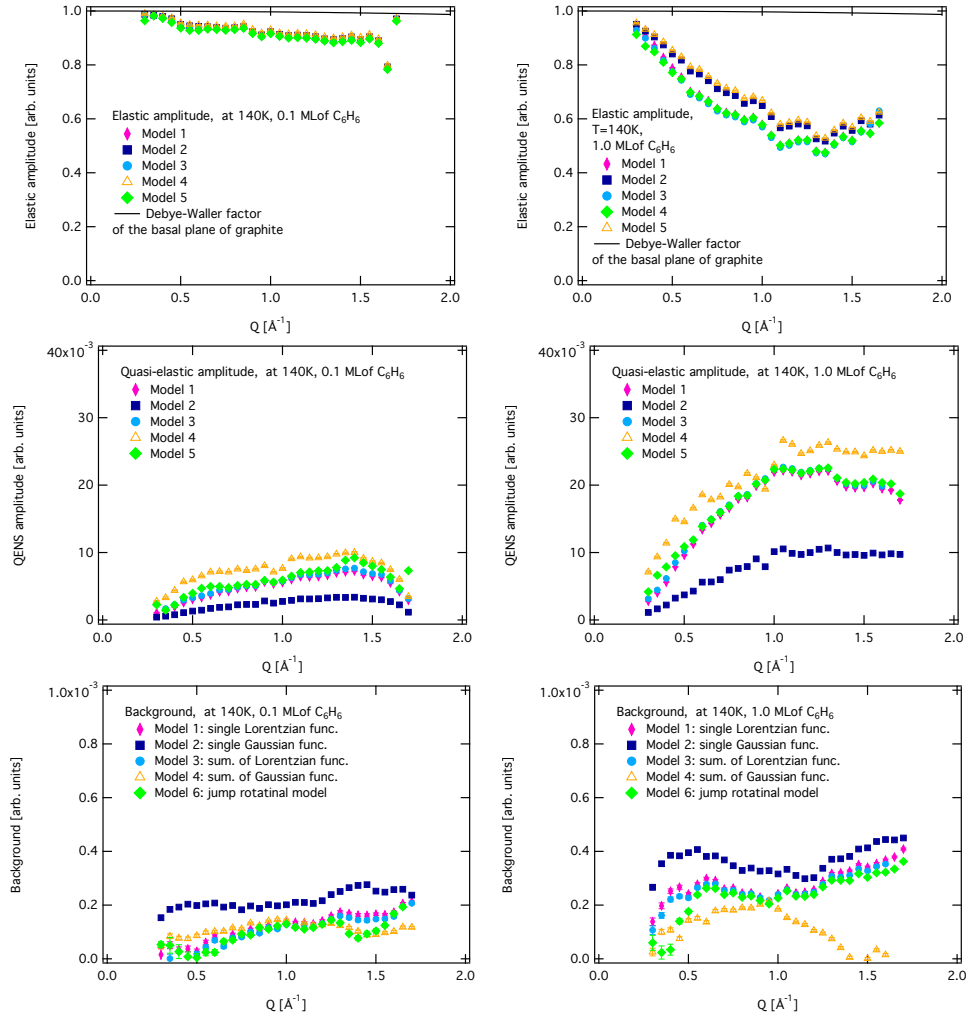 1.0
0.8
0.6
0.4
0.2
0.0
Elastic amplitude [arb. units]
Elastic amplitude, at 140K, 0.1 MLof C₆H₆
Model 1
Model 2
Model 3
Model 4
Model 5
Debye-Waller factor
of the basal plane of graphite
0.0
0.5
1.0
1.5
2.0
Q [Å⁻¹]
1.0
0.8
0.6
0.4
0.2
0.0
Elastic amplitude [arb. units]
Elastic amplitude,
T=140K,
1.0 MLof C₆H₆
Model 1
Model 2
Model 3
Model 4
Model 5
Debye-Waller factor
of the basal plane of graphite
0.0
0.5
1.0
1.5
2.0
Q [Å⁻¹]
40x10⁻³
30
20
10
0
QENS amplitude [arb. units]
Quasi-elastic amplitude, at 140K, 0.1 MLof C₆H₆
Model 1
Model 2
Model 3
Model 4
Model 5
0.0
0.5
1.0
1.5
2.0
Q [Å⁻¹]
40x10⁻³
30
20
10
0
QENS amplitude [arb. units]
Quasi-elastic amplitude, at 140K, 1.0 MLof C₆H₆
Model 1
Model 2
Model 3
Model 4
Model 5
0.0
0.5
1.0
1.5
2.0
Q [Å⁻¹]
1.0x10⁻³
0.8
0.6
0.4
0.2
0.0
Background [arb. units]
Background, at 140K, 0.1 MLof C₆H₆
Model 1: single Lorentzian func.
Model 2: single Gaussian func.
Model 3: sum. of Lorentzian func.
Model 4: sum. of Gaussian func.
Model 6: jump rotatinal model
0.0
0.5
1.0
1.5
2.0
Q [Å⁻¹]
1.0x10⁻³
0.8
0.6
0.4
0.2
0.0
Background [arb. units]
Background, at 140K, 1.0 MLof C₆H₆
Model 1: single Lorentzian func.
Model 2: single Gaussian func.
Model 3: sum. of Lorentzian func.
Model 4: sum. of Gaussian func.
Model 6: jump rotatinal model
0.0
0.5
1.0
1.5
2.0
Q [Å⁻¹]